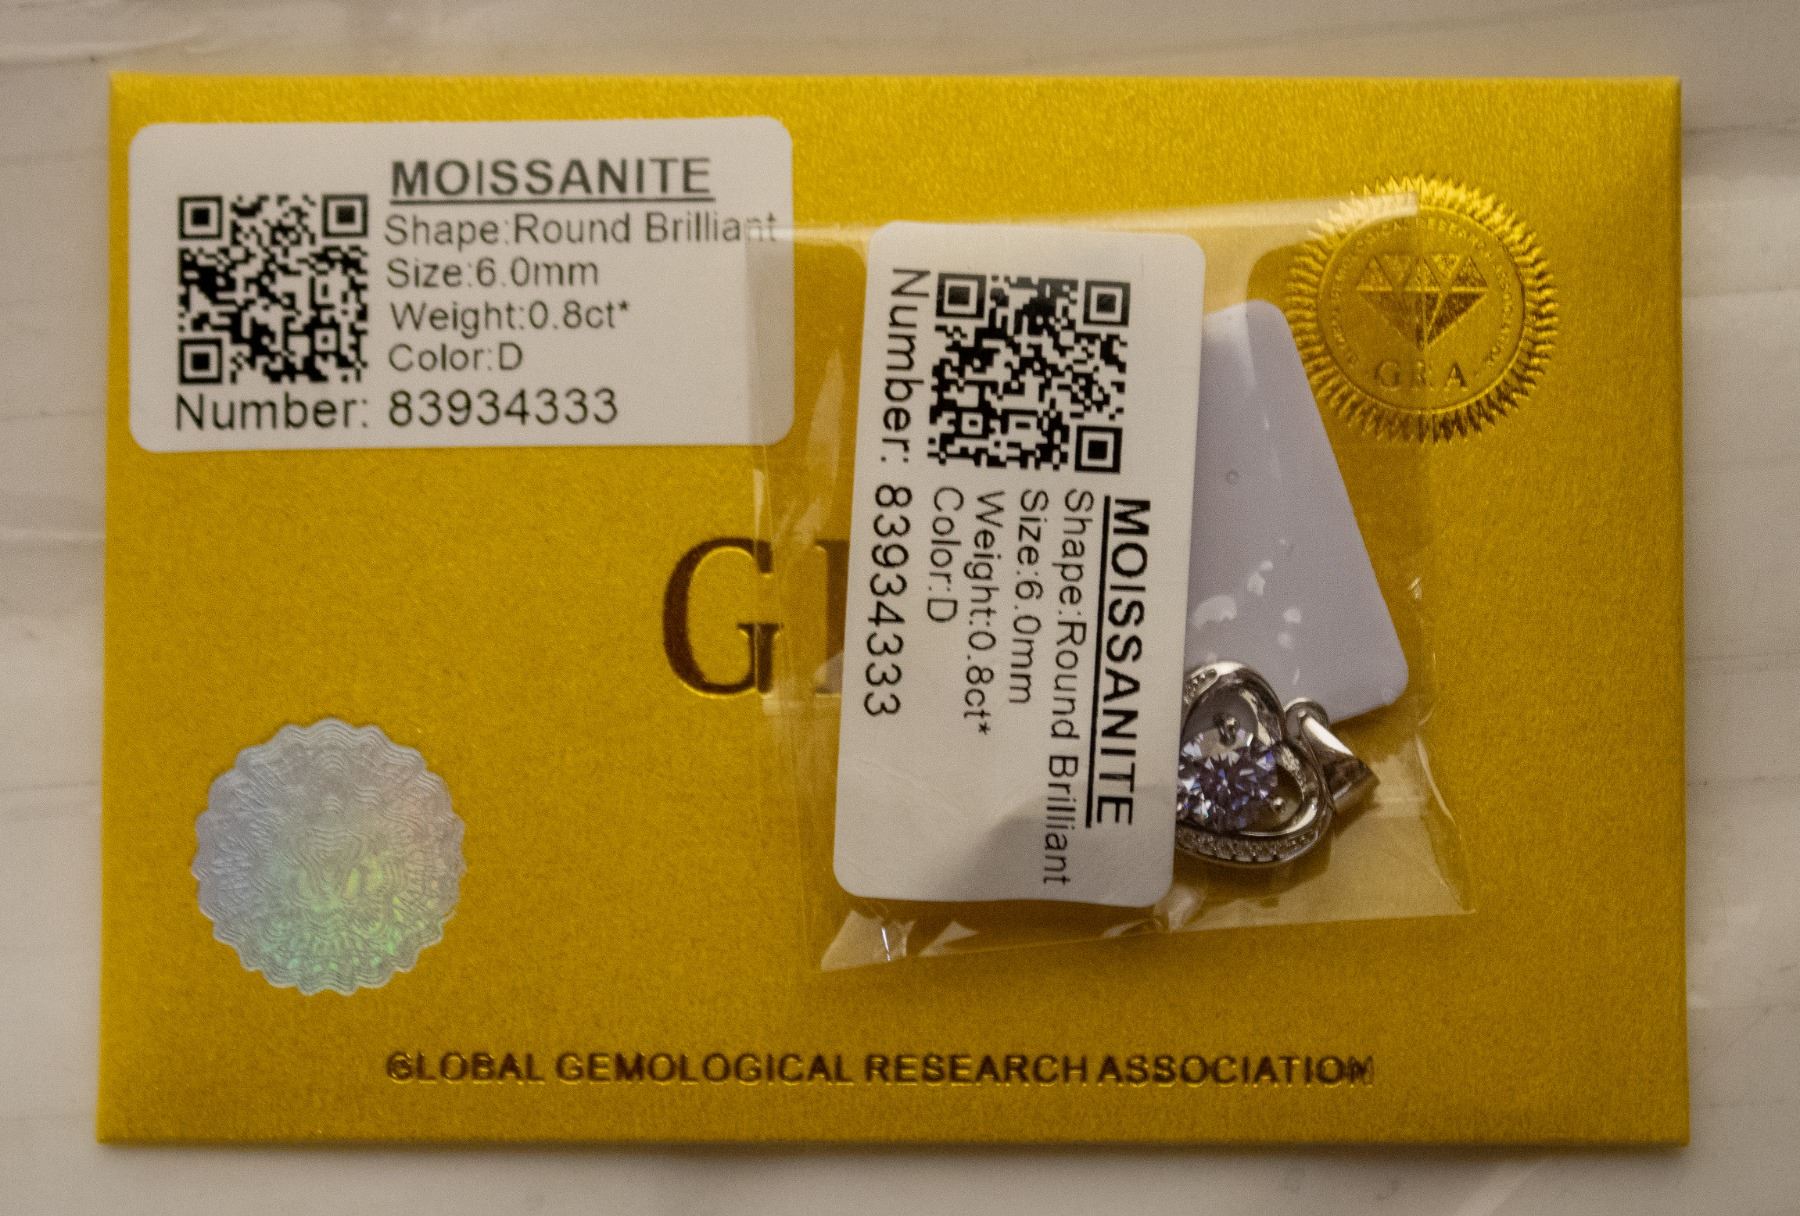 MOISSANITE
Shape:Round Brilliant
Size:6.0mm
Weight:0.8ct*
Color:D
Number: 83934333
MOISSANITE
Shape:Round Brilliant
Size:6.0mm
Weight:0.8ct*
Color:D
Number: 83934333
GRA
G
GLOBAL GEMOLOGICAL RESEARCH ASSOCIATION